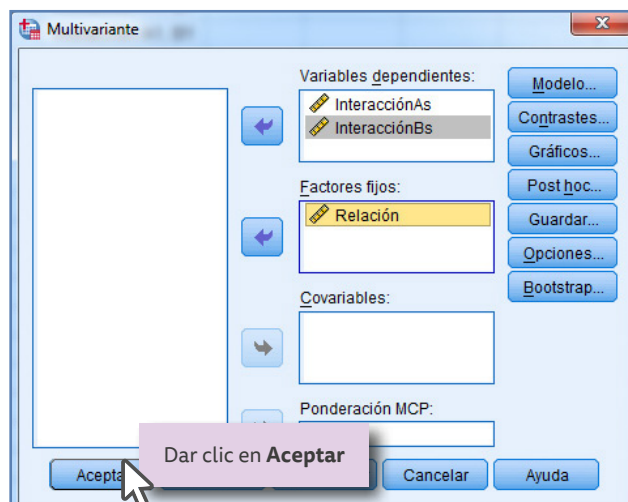 Multivariante
Variables dependientes:
InteracciónAs
InteracciónBs
Factores fijos:
Relación
Covariables:
Ponderación MCP:
Modelo...
Contrastes...
Gráficos...
Post hoc...
Guardar...
Opciones...
Bootstrap...
Dar clic en Aceptar
Acepta
Cancelar
Ayuda